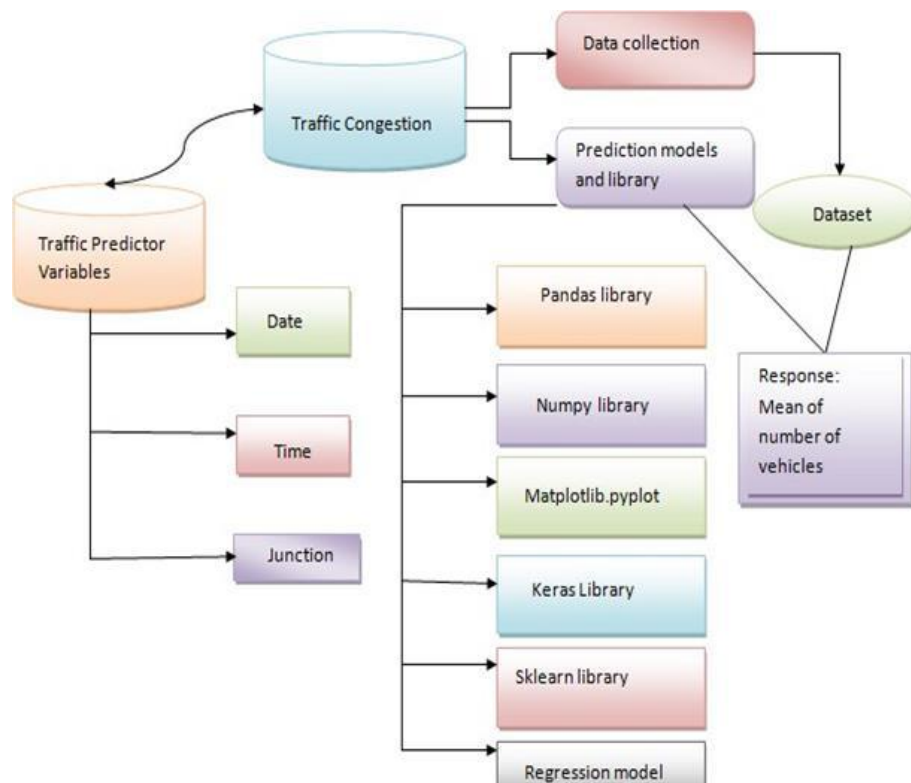 Data collection
Traffic Congestion
Prediction models
and library
Dataset
Traffic Predictor
Variables
Date
Time
Junction
Pandas library
Numpy library
Matplotlib.pyplot
Keras Library
Sklearn library
Regression model
Response:
Mean of
number of
vehicles